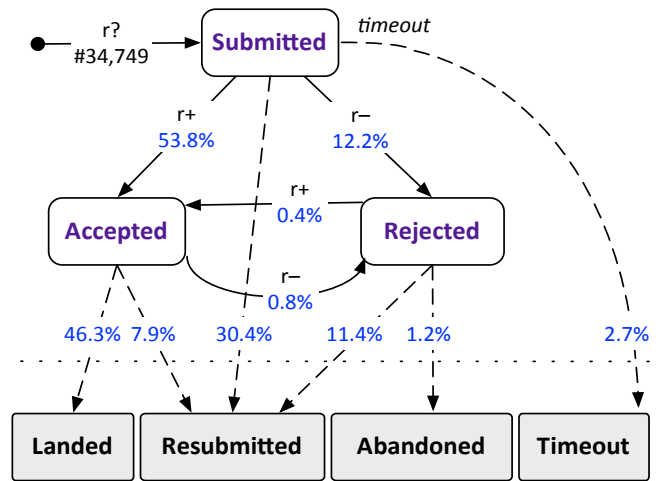 r?
#34,749
Submitted
timeout
r+
53.8%
r–
12.2%
r+
0.4%
Accepted
Rejected
r–
0.8%
46.3% 7.9% 30.4% 11.4% 1.2% 2.7%
Landed Resubmitted Abandoned Timeout